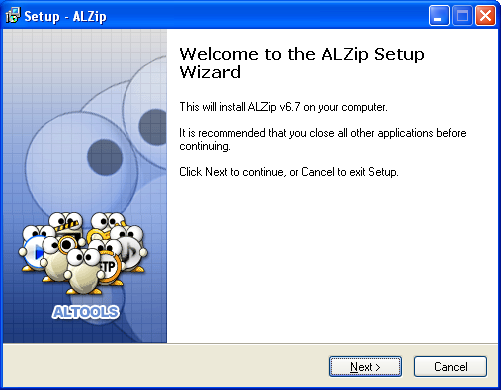 Setup - ALZip
Welcome to the ALZip Setup
Wizard
This will install ALZip v6.7 on your computer.
It is recommended that you close all other applications before
continuing.
Click Next to continue, or Cancel to exit Setup.
FTP
ALTOOLS
Next >
Cancel